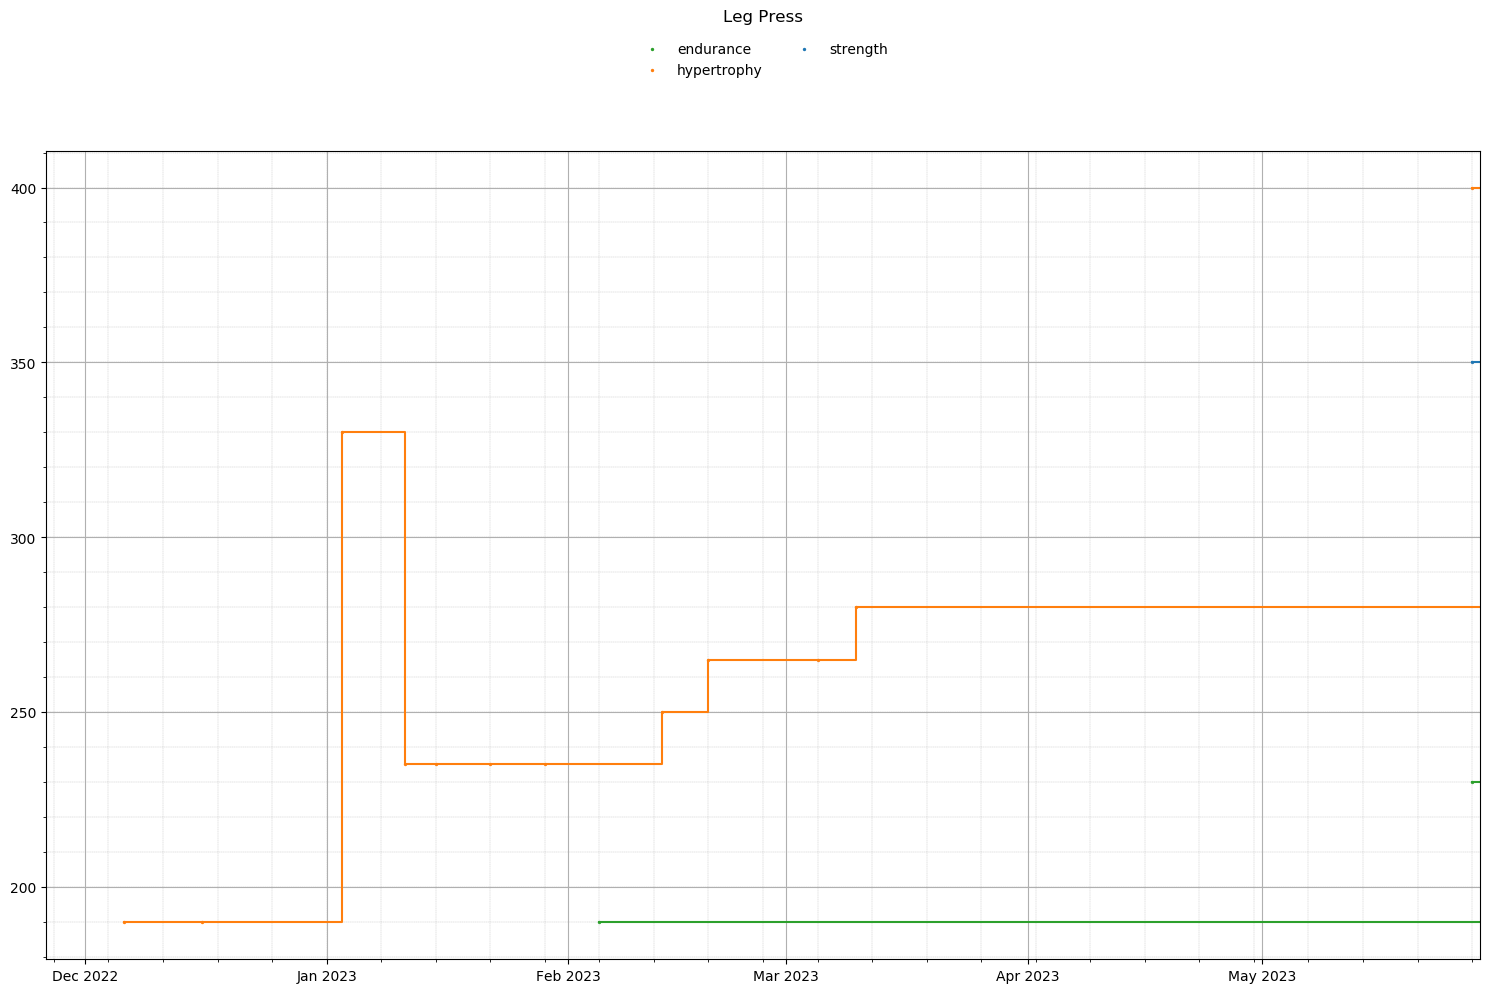 Leg Press
endurance
hypertrophy
strength
400
350
300
250
200
Dec 2022
Jan 2023
Feb 2023
Mar 2023
Apr 2023
May 2023